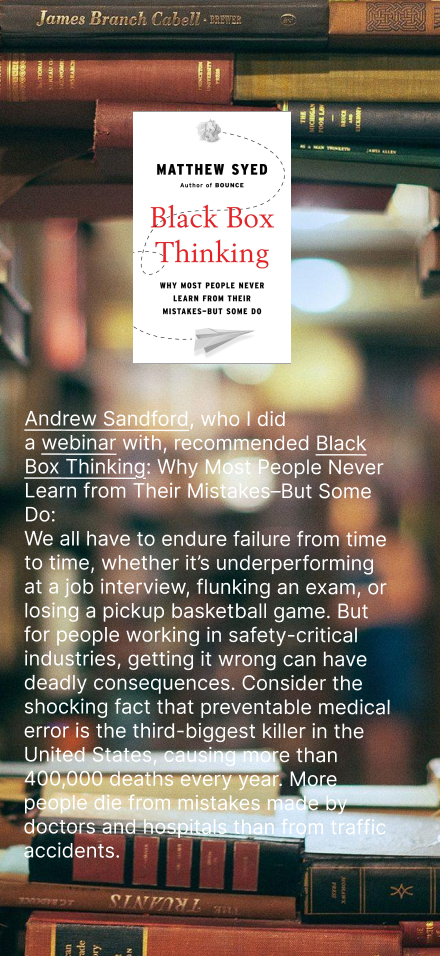 James Branch Cabell · BREWER
PRINCETON
UNIVERSITY
PRESS
MATTHEW SYED
Author of BOUNCE
Black Box
Thinking
WHY MOST PEOPLE NEVER
LEARN FROM THEIR
MISTAKES–BUT SOME DO
Andrew Sandford, who I did
a webinar with, recommended Black
Box Thinking: Why Most People Never
Learn from Their Mistakes–But Some
Do:
We all have to endure failure from time
to time, whether it’s underperforming
at a job interview, flunking an exam, or
losing a pickup basketball game. But
for people working in safety-critical
industries, getting it wrong can have
deadly consequences. Consider the
shocking fact that preventable medical
error is the third-biggest killer in the
United States, causing more than
400,000 deaths every year. More
people die from mistakes made by
doctors and hospitals than from traffic
accidents.
THE TRUANTS